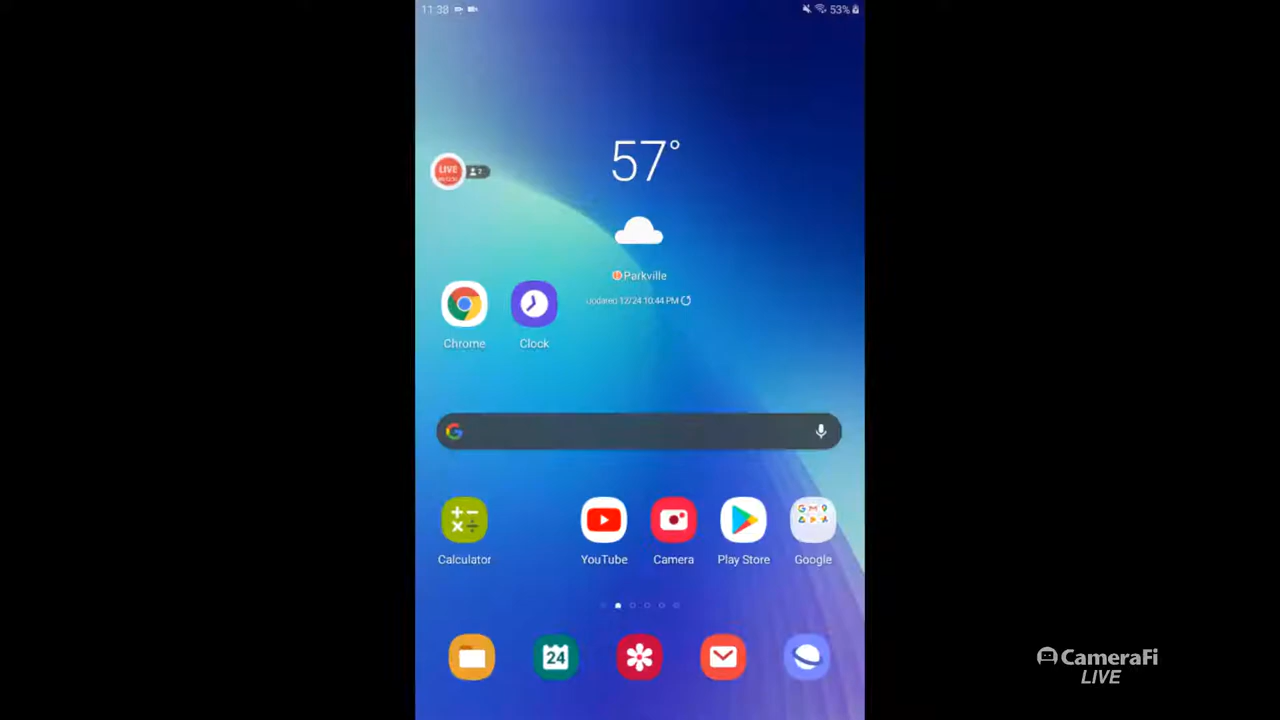 11:38
53%
57°
LIVE
Parkville
Updated 12/24 10:44 PM
Chrome
Clock
Calculator
YouTube
Camera
Play Store
Google
24
CameraFi
LIVE